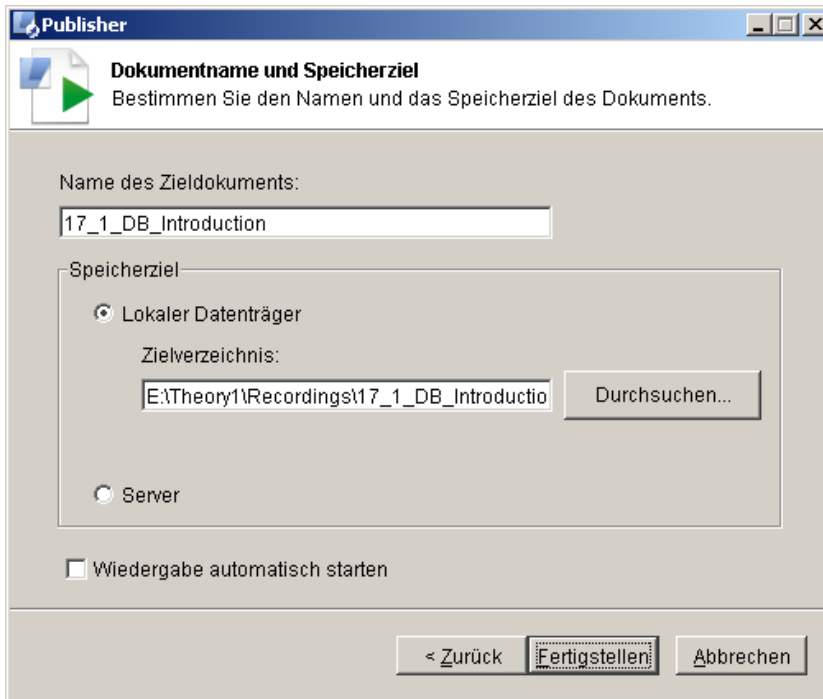 Publisher
Dokumentname und Speicherziel
Bestimmen Sie den Namen und das Speicherziel des Dokuments.
Name des Zieldokuments:
17_1_DB_Introduction
Speicherziel
Lokaler Datenträger
Zielverzeichnis:
E:\Theory1\Recordings\17_1_DB_Introductio
Durchsuchen...
Server
Wiedergabe automatisch starten
< Zurück Fertigstellen Abbrechen